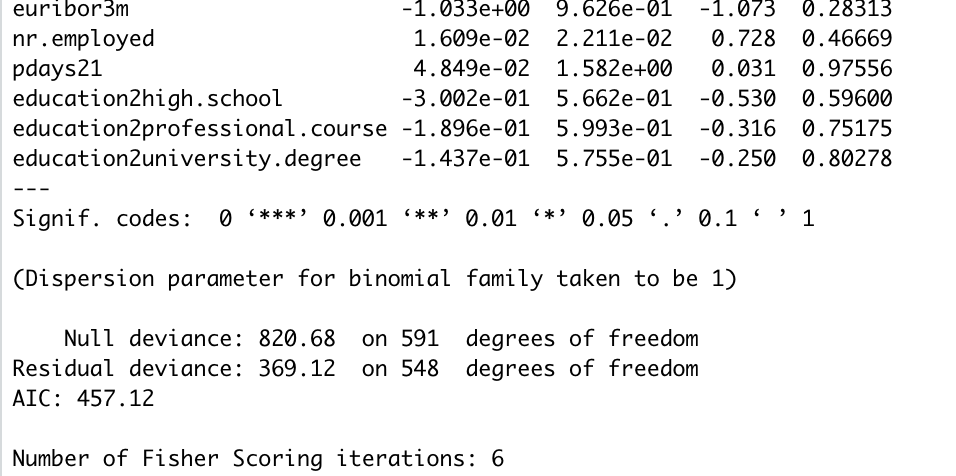 euribor3m -1.033e+00 9.626e-01 -1.073 0.28313
nr.employed 1.609e-02 2.211e-02 0.728 0.46669
pdays21 4.849e-02 1.582e+00 0.031 0.97556
education2high.school -3.002e-01 5.662e-01 -0.530 0.59600
education2professional.course -1.896e-01 5.993e-01 -0.316 0.75175
education2university.degree -1.437e-01 5.755e-01 -0.250 0.80278
---
Signif. codes: 0 ‘***’ 0.001 ‘**’ 0.01 ‘*’ 0.05 ‘.’ 0.1 ‘ ’ 1
(Dispersion parameter for binomial family taken to be 1)
Null deviance: 820.68 on 591 degrees of freedom
Residual deviance: 369.12 on 548 degrees of freedom
AIC: 457.12
Number of Fisher Scoring iterations: 6